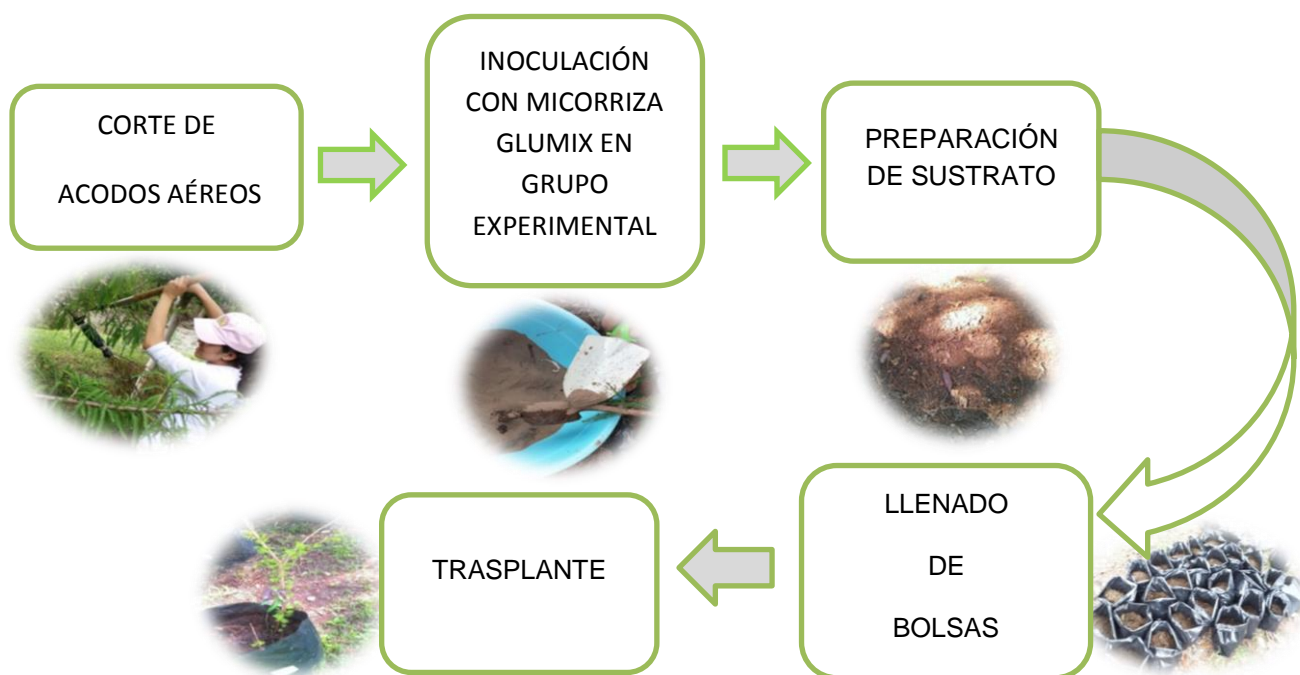 CORTE DE
ACODOS AÉREOS
INOCULACIÓN
CON MICORRIZA
GLUMIX EN
GRUPO
EXPERIMENTAL
PREPARACIÓN
DE SUSTRATO
LLENADO
DE
BOLSAS
TRASPLANTE